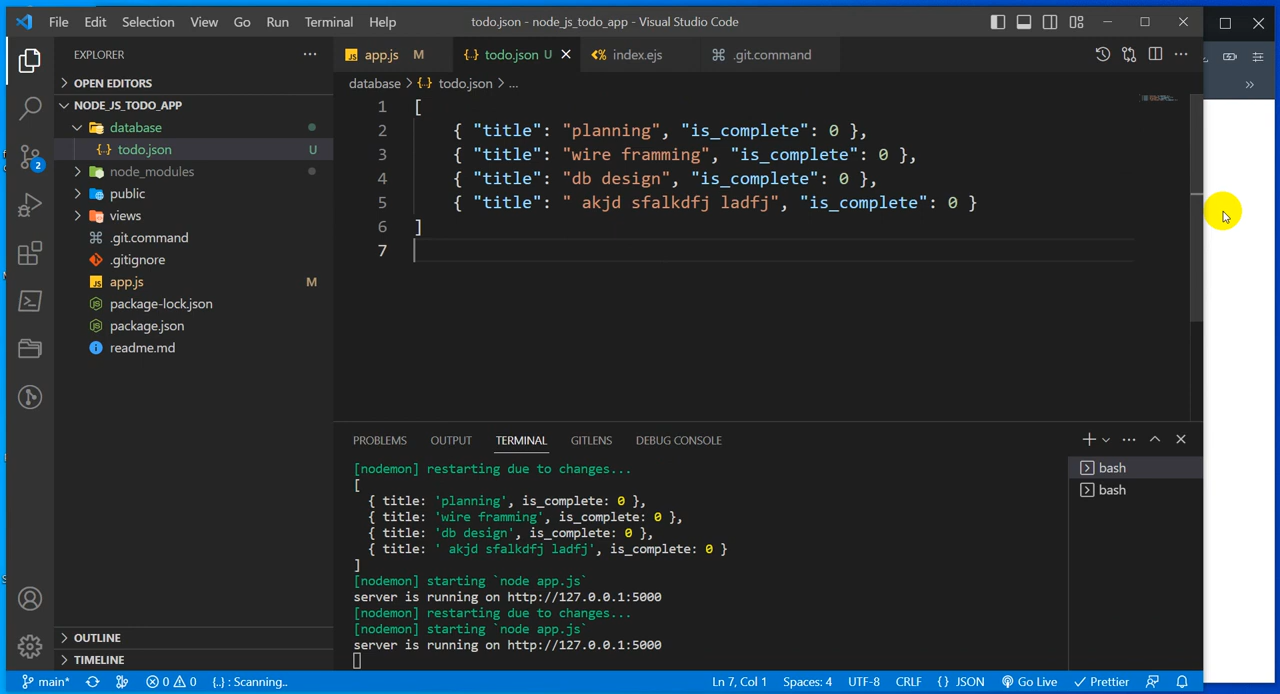 File Edit Selection View Go Run Terminal Help
todo.json - node_js_todo_app - Visual Studio Code
EXPLORER
OPEN EDITORS
NODE_JS_TODO_APP
database
todo.json U
node_modules
public
views
.git.command
.gitignore
app.js M
package-lock.json
package.json
readme.md
OUTLINE
TIMELINE
2
app.js M
todo.json U
index.ejs
.git.command
database > todo.json > ...
1 [
2 { "title": "planning", "is_complete": 0 },
3 { "title": "wire framming", "is_complete": 0 },
4 { "title": "db design", "is_complete": 0 },
5 { "title": " akjd sfalkdfj ladfj", "is_complete": 0 }
6 ]
7
PROBLEMS OUTPUT TERMINAL GITLENS DEBUG CONSOLE
[nodemon] restarting due to changes...
[
{ title: 'planning', is_complete: 0 },
{ title: 'wire framming', is_complete: 0 },
{ title: 'db design', is_complete: 0 },
{ title: ' akjd sfalkdfj ladfj', is_complete: 0 }
]
[nodemon] starting `node app.js`
server is running on http://127.0.0.1:5000
[nodemon] restarting due to changes...
[nodemon] starting `node app.js`
server is running on http://127.0.0.1:5000
bash
bash
main* 0 0 {..} : Scanning.. Ln 7, Col 1 Spaces: 4 UTF-8 CRLF {} JSON Go Live Prettier